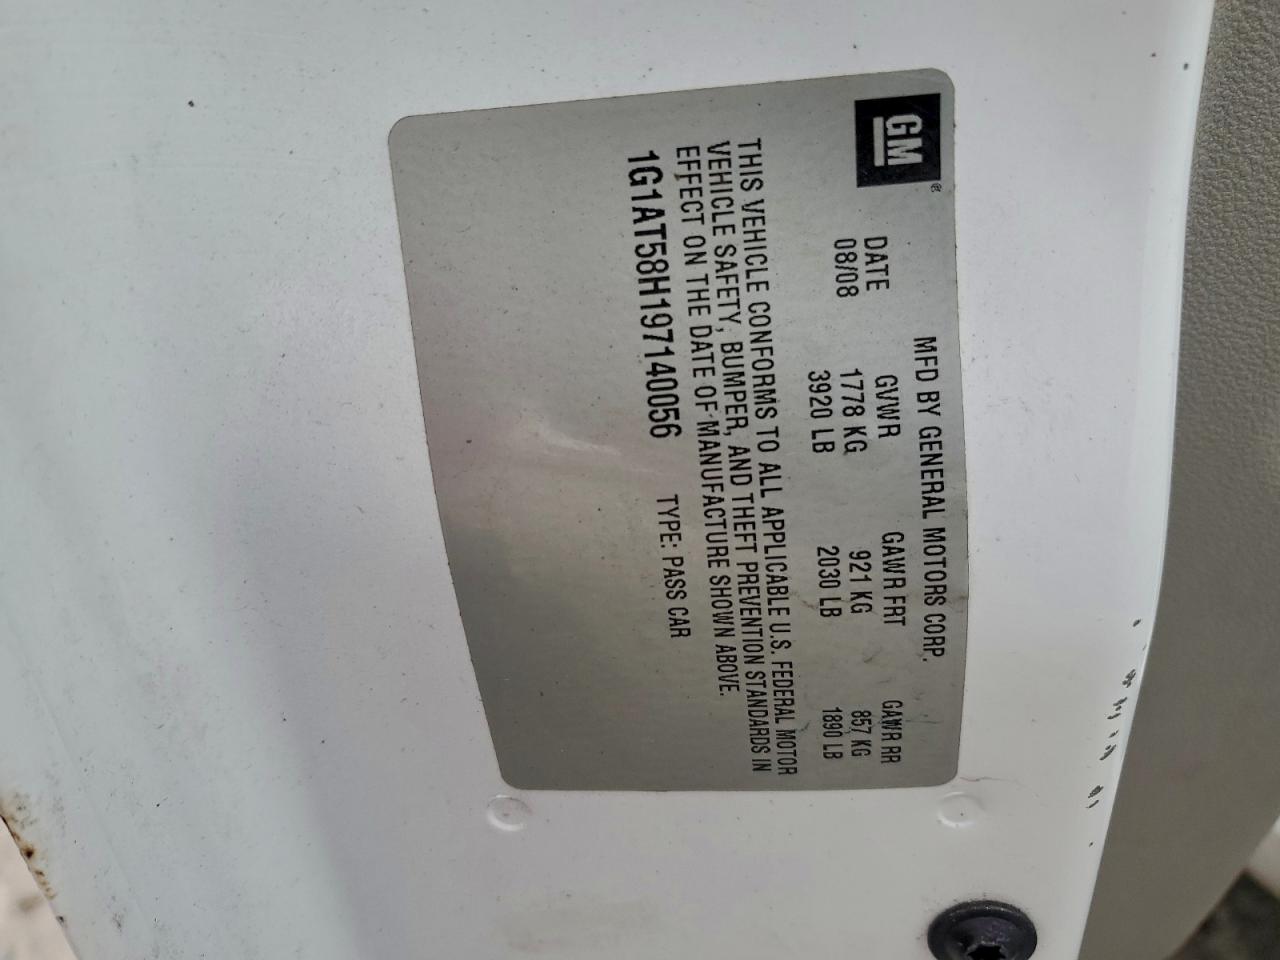 GM®
MFD BY GENERAL MOTORS CORP.
DATE GVWR GAWR FRT GAWR RR
08/08 1778 KG 921 KG 857 KG
3920 LB 2030 LB 1890 LB
THIS VEHICLE CONFORMS TO ALL APPLICABLE U.S. FEDERAL MOTOR
VEHICLE SAFETY, BUMPER, AND THEFT PREVENTION STANDARDS IN
EFFECT ON THE DATE OF MANUFACTURE SHOWN ABOVE.
1G1AT58H197140056 TYPE: PASS CAR